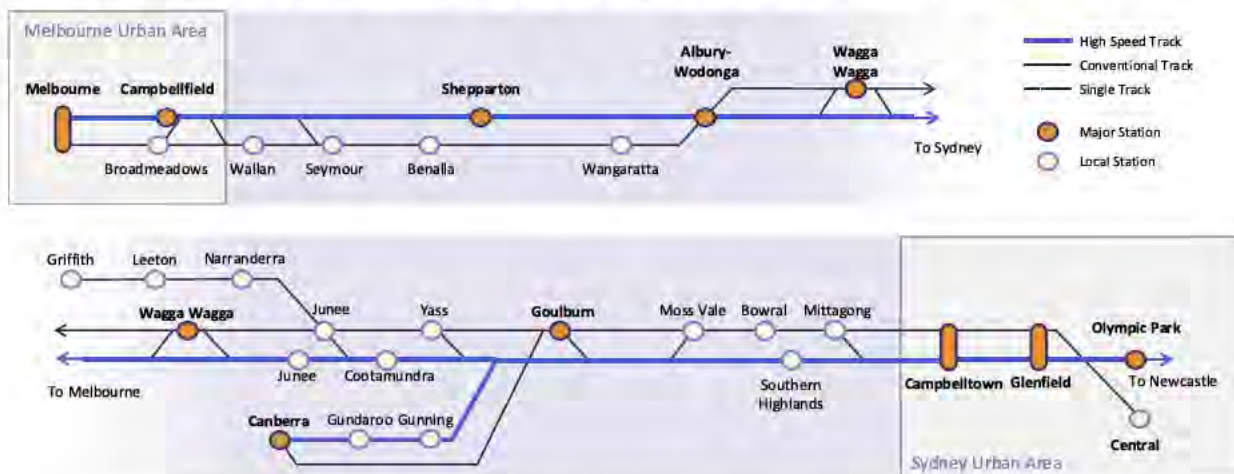 Melbourne Urban Area
Melbourne
Campbellfield
Shepparton
Albury-
Wodonga
Wagga
Wagga
High Speed Track
Conventional Track
Single Track
Major Station
Local Station
To Sydney
Broadmeadows
Wallan
Seymour
Benalla
Wangaratta
Griffith
Leeton
Narranderra
Wagga Wagga
Junee
Yass
Goulburn
Moss Vale
Bowral
Mittagong
Olympic Park
To Melbourne
Junee
Cootamundra
Southern
Highlands
Campbelltown
Glenfield
To Newcastle
Canberra
Gundaroo
Gunning
Central
Sydney Urban Area